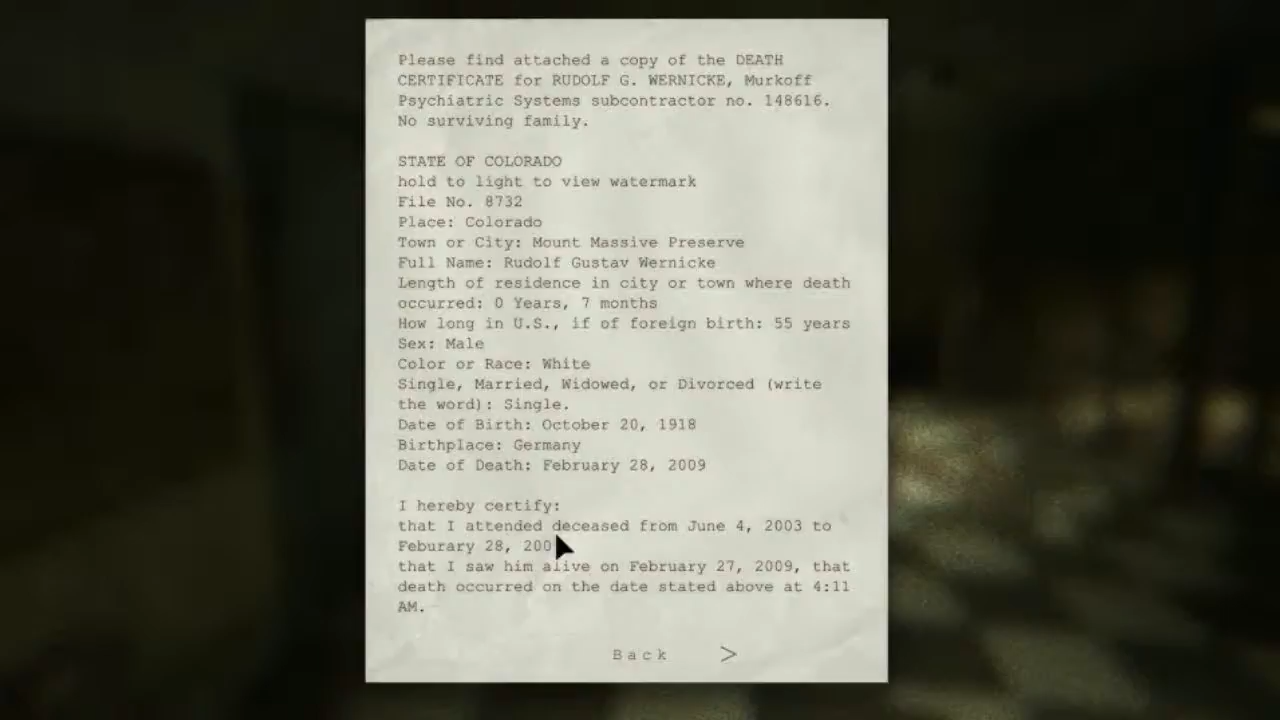 Please find attached a copy of the DEATH
CERTIFICATE for RUDOLF G. WERNICKE, Murkoff
Psychiatric Systems subcontractor no. 148616.
No surviving family.
STATE OF COLORADO
hold to light to view watermark
File No. 8732
Place: Colorado
Town or City: Mount Massive Preserve
Full Name: Rudolf Gustav Wernicke
Length of residence in city or town where death
occurred: 0 Years, 7 months
How long in U.S., if of foreign birth: 55 years
Sex: Male
Color or Race: White
Single, Married, Widowed, or Divorced (write
the word): Single.
Date of Birth: October 20, 1918
Birthplace: Germany
Date of Death: February 28, 2009
I hereby certify:
that I attended deceased from June 4, 2003 to
Feburary 28, 200
that I saw him alive on February 27, 2009, that
death occurred on the date stated above at 4:11
AM.
Back >